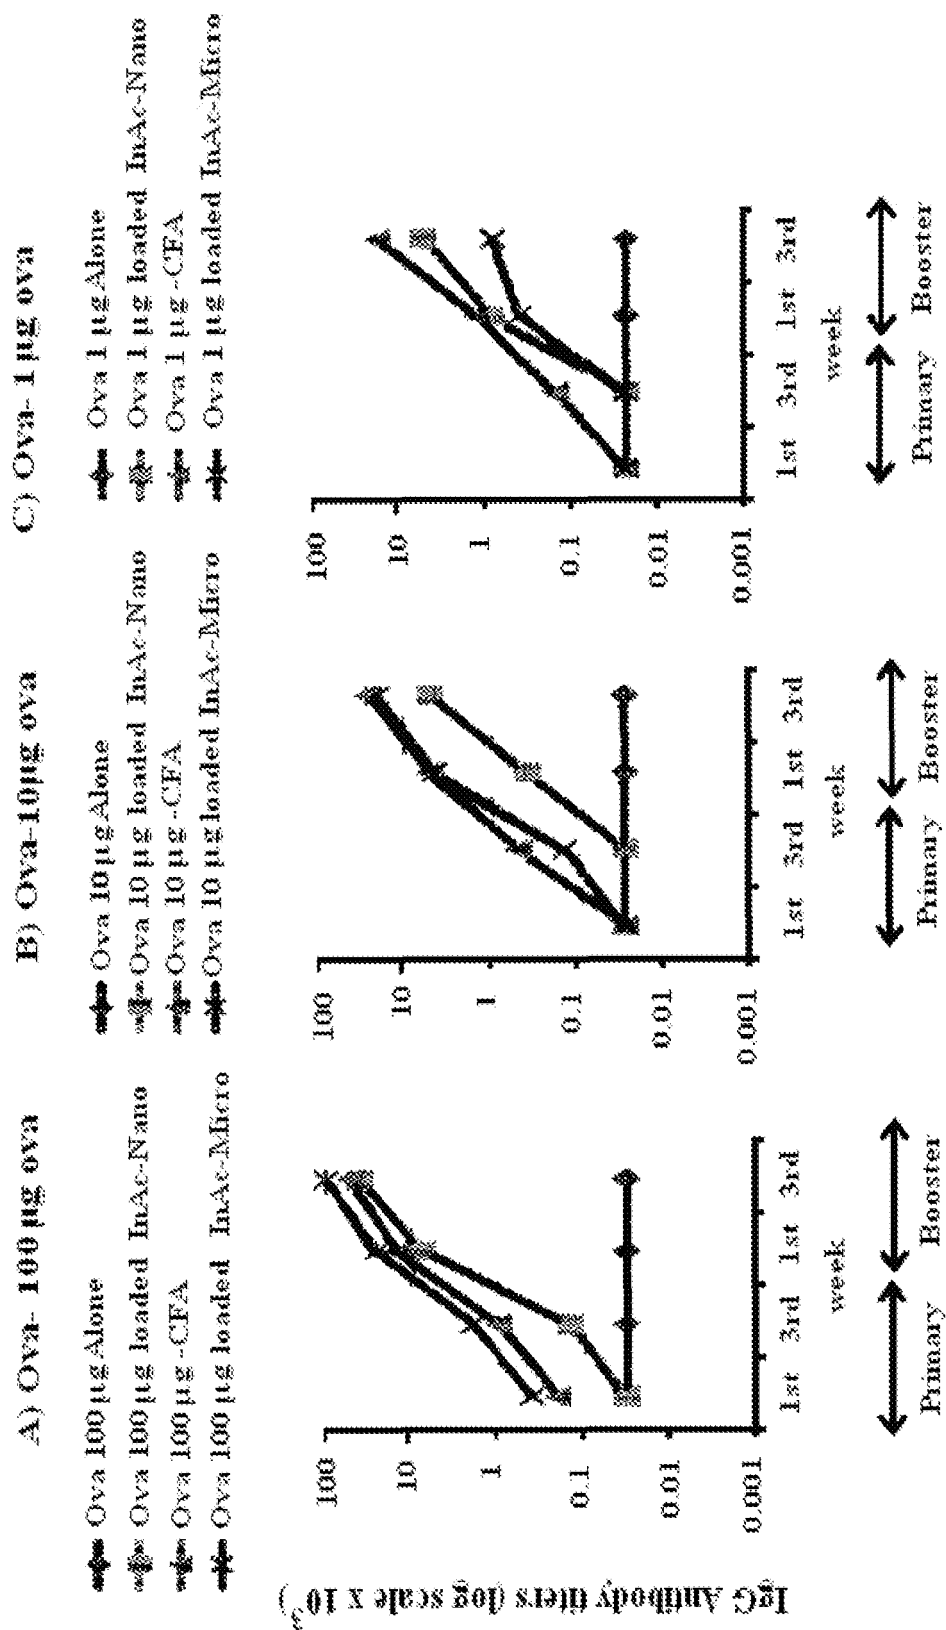 A) Ova- 100 µg ova
Ova 100 µg Alone
Ova 100 µg loaded InAc-Nano
Ova 100 µg -CFA
Ova 100 µg loaded InAc-Micro
IgG Antibody titers (log scale x 10³)
100
10
1
0.1
0.01
0.001
1st 3rd 1st 3rd
week
Primary Booster
B) Ova-10µg ova
Ova 10 µg Alone
Ova 10 µg loaded InAc-Nano
Ova 10 µg -CFA
Ova 10 µg loaded InAc-Micro
100
10
1
0.1
0.01
0.001
1st 3rd 1st 3rd
week
Primary Booster
C) Ova- 1 µg ova
Ova 1 µg Alone
Ova 1 µg loaded InAc-Nano
Ova 1 µg -CFA
Ova 1 µg loaded InAc-Micro
100
10
1
0.1
0.01
0.001
1st 3rd 1st 3rd
week
Primary Booster